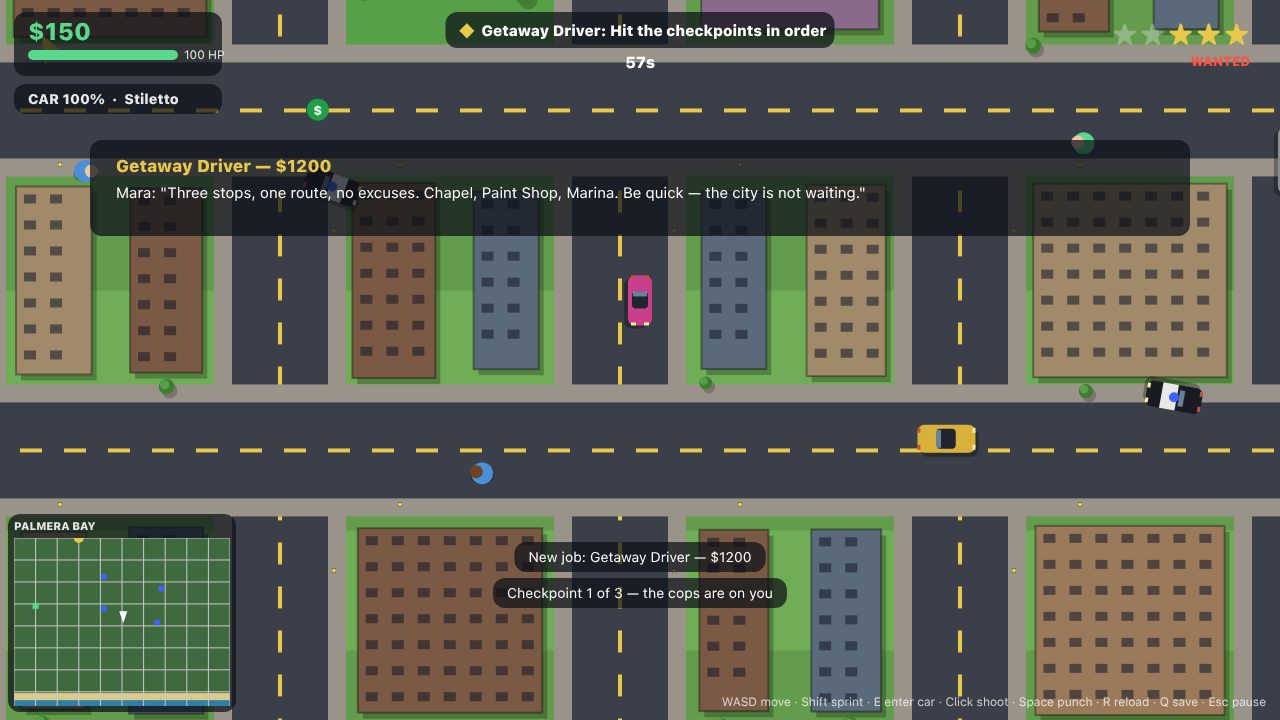 $150
100 HP
CAR 100% · Stiletto
Getaway Driver: Hit the checkpoints in order
57s
WANTED
$
Getaway Driver — $1200
Mara: "Three stops, one route, no excuses. Chapel, Paint Shop, Marina. Be quick — the city is not waiting."
PALMERA BAY
New job: Getaway Driver — $1200
Checkpoint 1 of 3 — the cops are on you
WASD move · Shift sprint · E enter car · Click shoot · Space punch · R reload · Q save · Esc pause